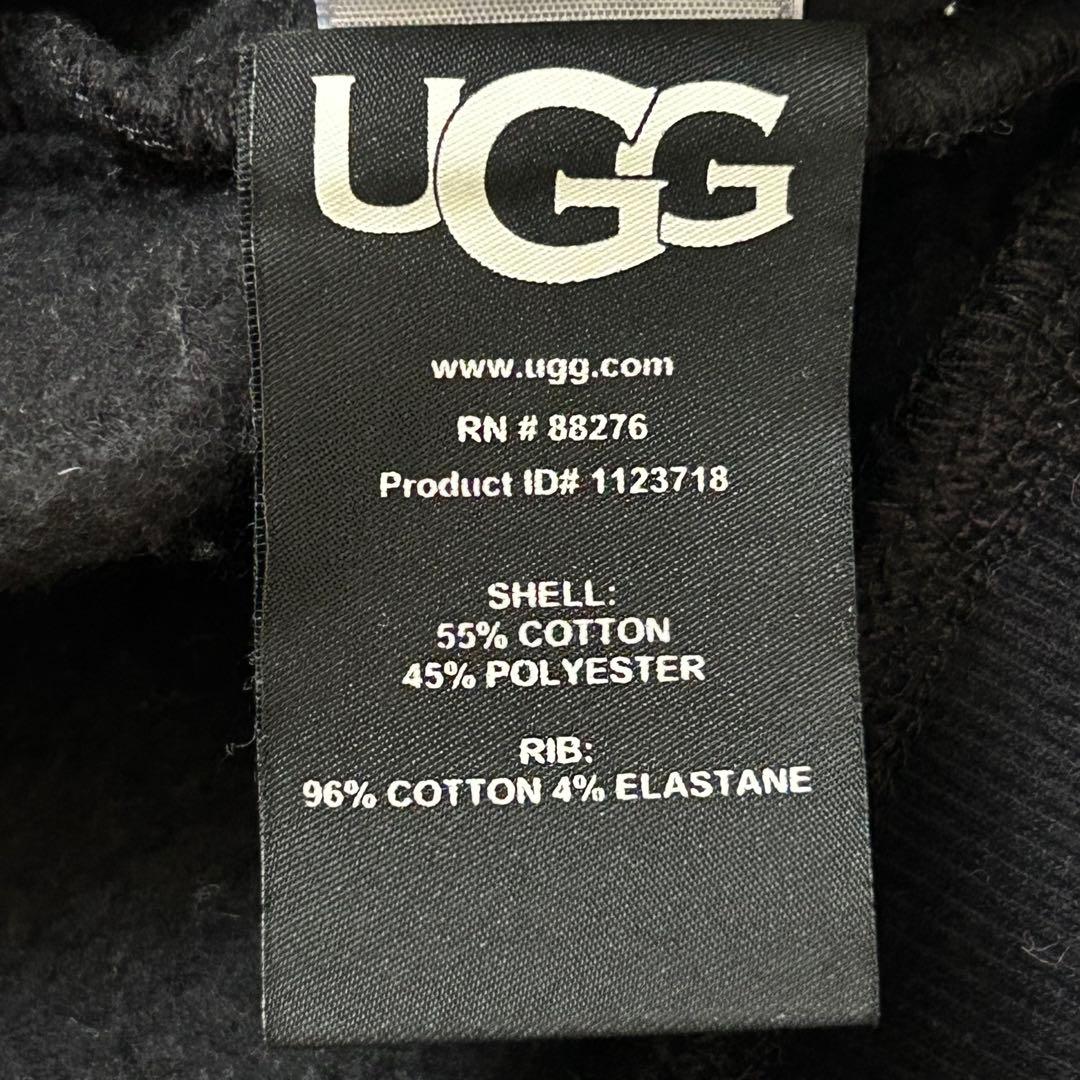 UGG
www.ugg.com
RN # 88276
Product ID# 1123718
SHELL:
55% COTTON
45% POLYESTER
RIB:
96% COTTON 4% ELASTANE